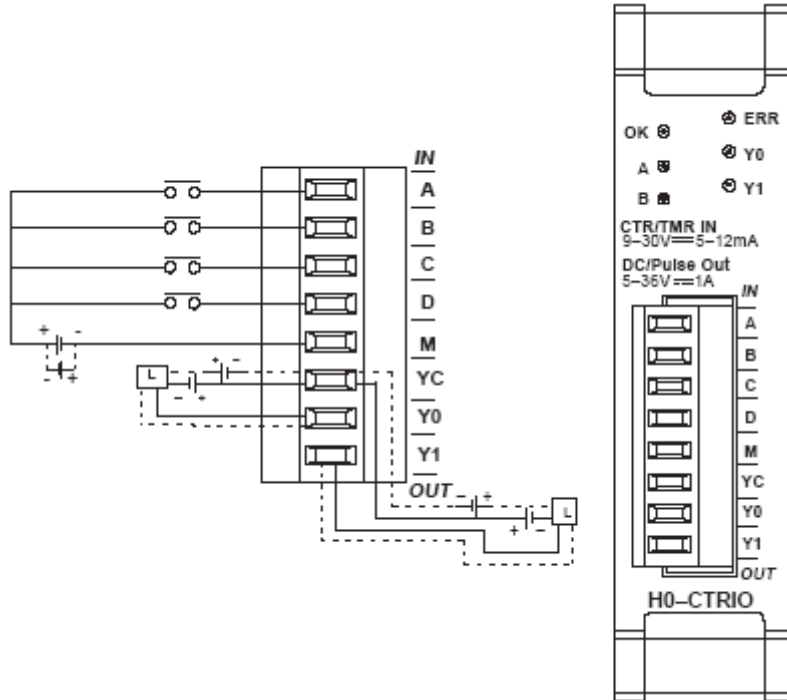 IN
A
B
C
D
M
YC
Y0
Y1
OUT
+ -
- +
L
+ -
- +
- +
+ -
L
OK
ERR
A
Y0
B
Y1
CTR/TMR IN
9–30V⎓5–12mA
DC/Pulse Out
5–36V⎓1A
IN
A
B
C
D
M
YC
Y0
Y1
OUT
H0–CTRIO